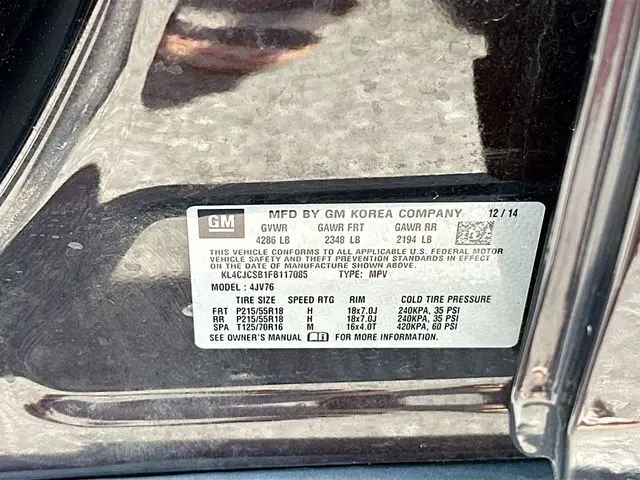 GM MFD BY GM KOREA COMPANY 12/14
GVWR GAWR FRT GAWR RR
4286 LB 2348 LB 2194 LB
THIS VEHICLE CONFORMS TO ALL APPLICABLE U.S. FEDERAL MOTOR
VEHICLE SAFETY AND THEFT PREVENTION STANDARDS IN EFFECT ON
THE DATE OF MANUFACTURE SHOWN ABOVE.
KL4CJCSB1FB117085 TYPE: MPV
MODEL : 4JV76
TIRE SIZE SPEED RTG RIM COLD TIRE PRESSURE
FRT P215/55R18 H 18x7.0J 240KPA, 35 PSI
RR P215/55R18 H 18x7.0J 240KPA, 35 PSI
SPA T125/70R16 M 16x4.0T 420KPA, 60 PSI
SEE OWNER'S MANUAL FOR MORE INFORMATION.